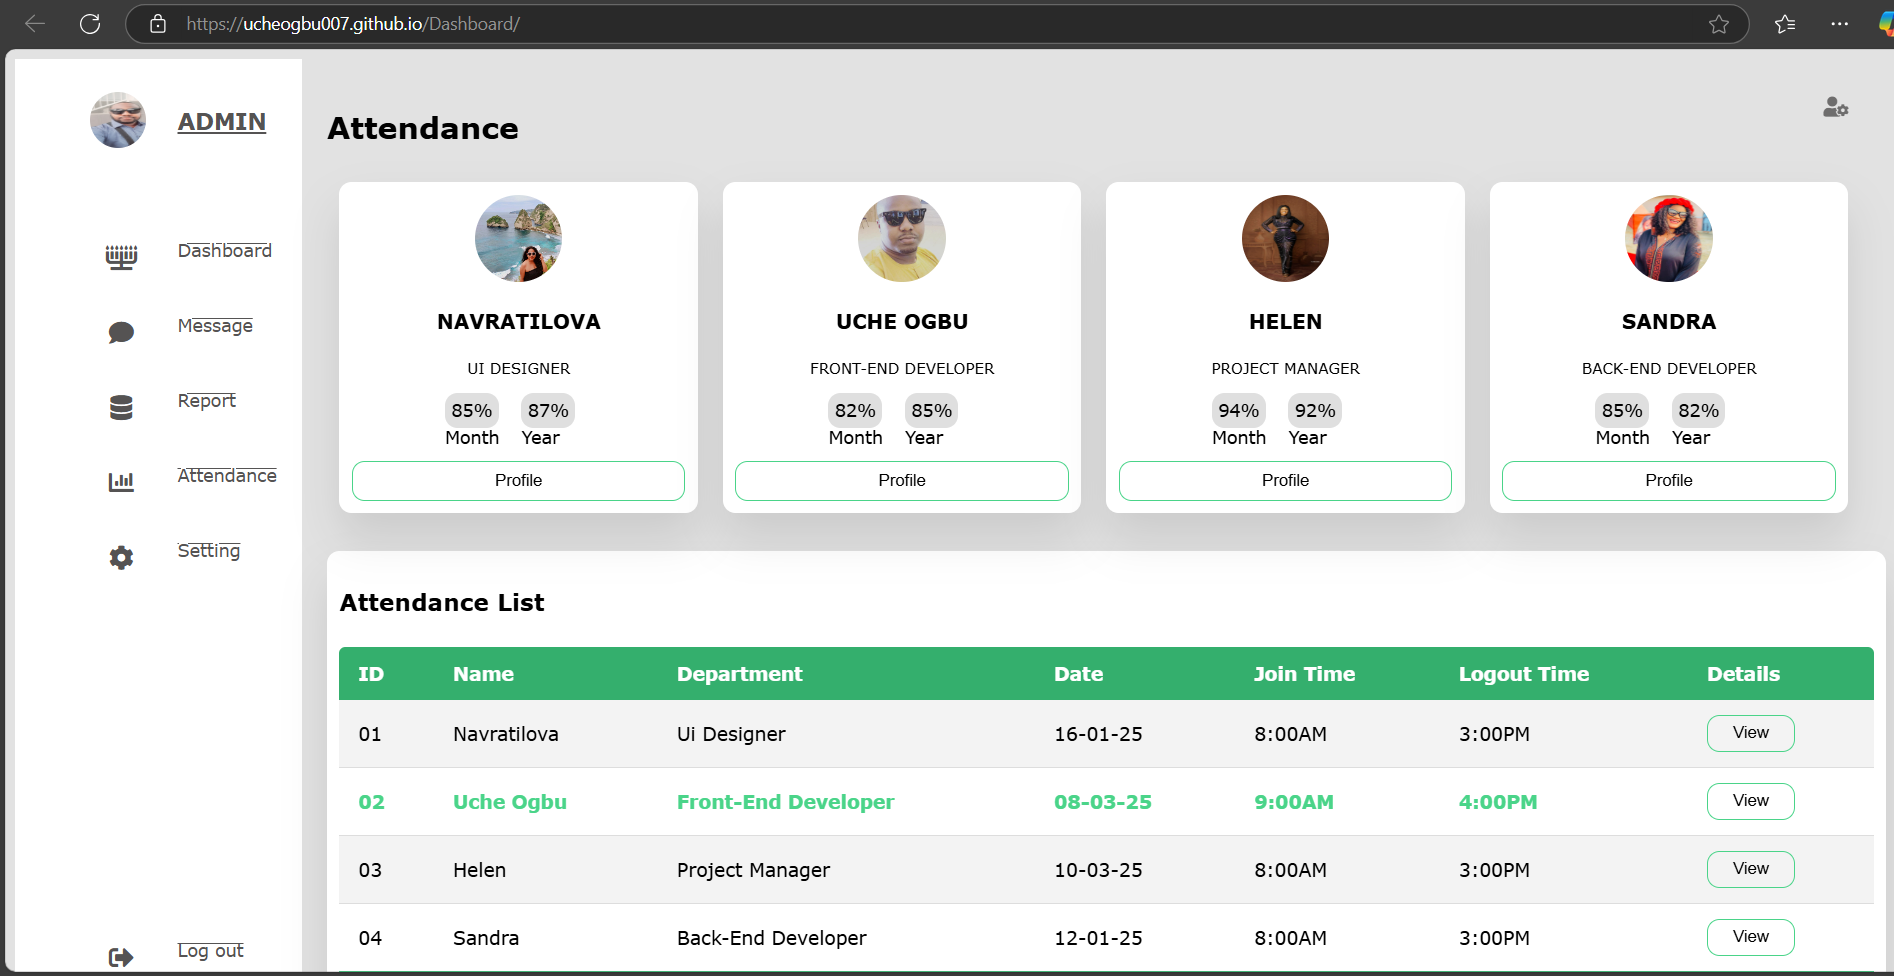 https://ucheogbu007.github.io/Dashboard/
ADMIN
Dashboard
Message
Report
Attendance
Setting
Log out
Attendance
NAVRATILOVA
UI DESIGNER
85% 87%
Month Year
Profile
UCHE OGBU
FRONT-END DEVELOPER
82% 85%
Month Year
Profile
HELEN
PROJECT MANAGER
94% 92%
Month Year
Profile
SANDRA
BACK-END DEVELOPER
85% 82%
Month Year
Profile
Attendance List
ID Name Department Date Join Time Logout Time Details
01 Navratilova Ui Designer 16-01-25 8:00AM 3:00PM View
02 Uche Ogbu Front-End Developer 08-03-25 9:00AM 4:00PM View
03 Helen Project Manager 10-03-25 8:00AM 3:00PM View
04 Sandra Back-End Developer 12-01-25 8:00AM 3:00PM View